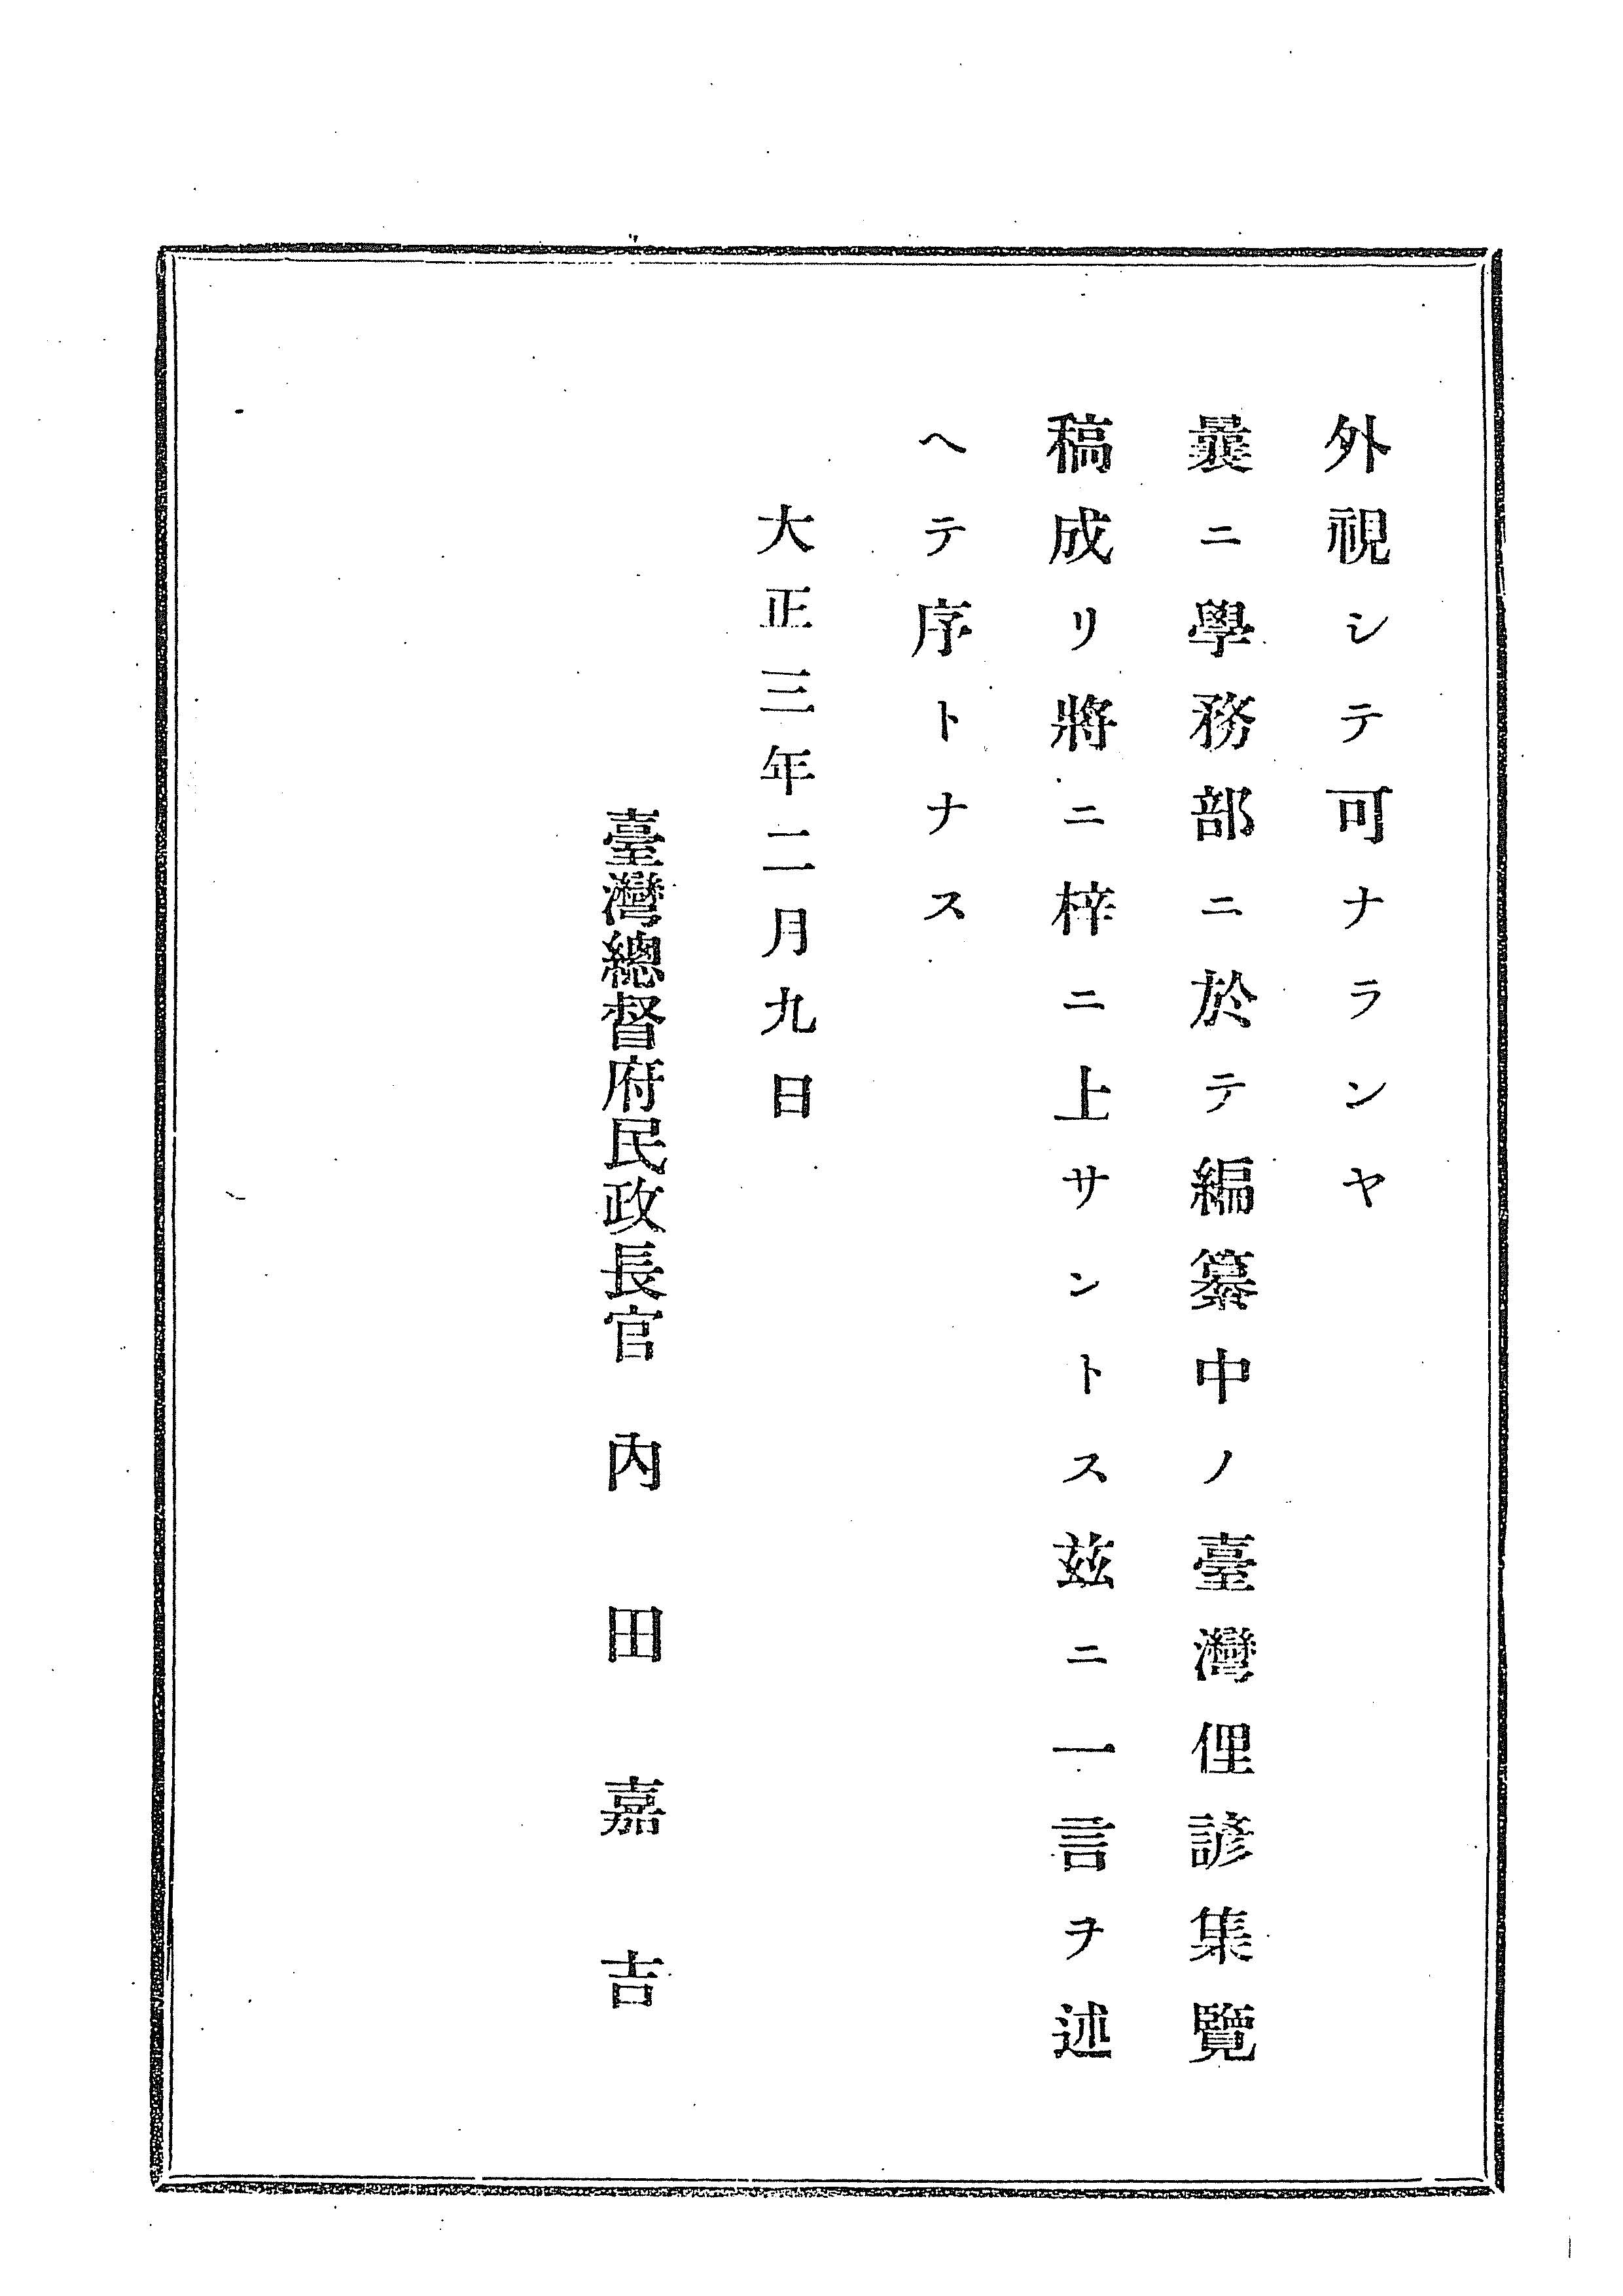 外視シテ可ナランヤ
曩ニ學務部ニ於テ編纂中ノ臺灣俚諺集覽
稿成リ將ニ梓ニ上サントス玆ニ一言ヲ述
ヘテ序トナス
大正三年二月九日
臺灣總督府民政長官 內田嘉吉